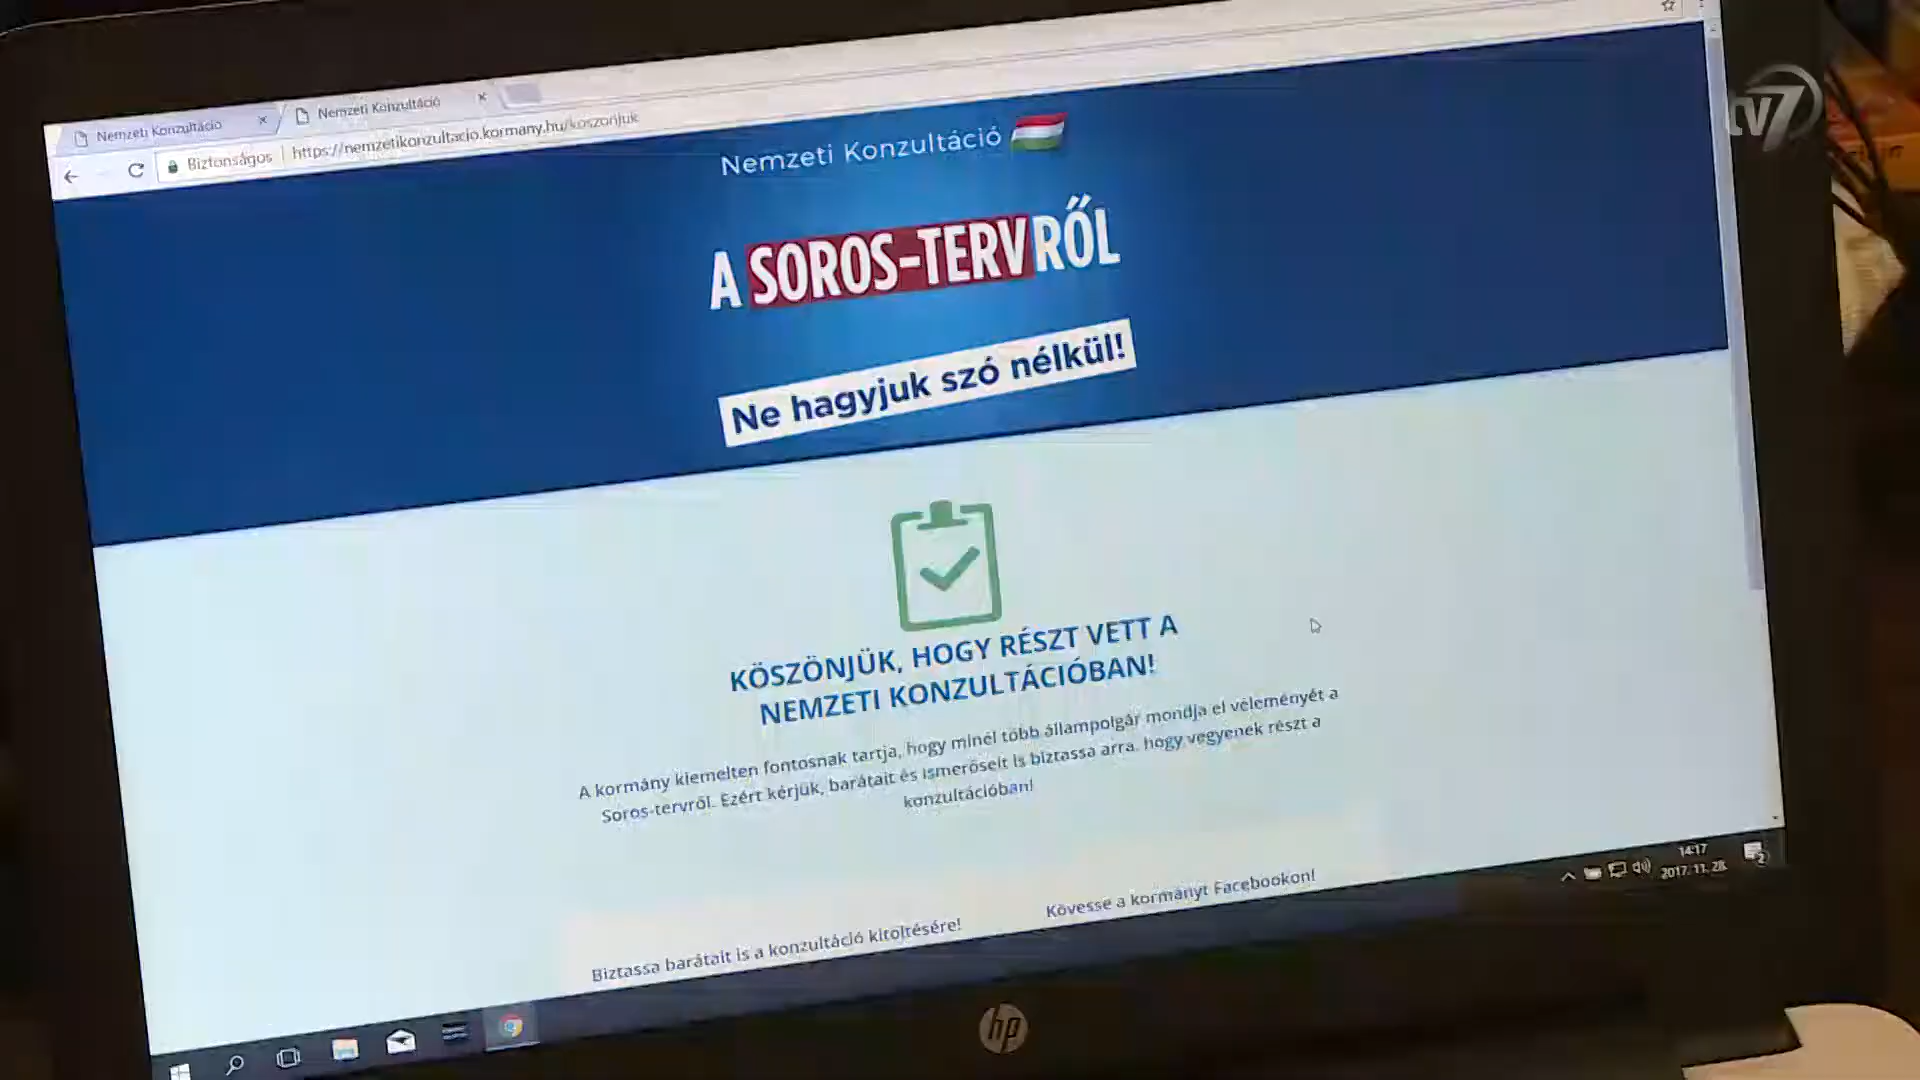 Nemzeti Konzultáció
Nemzeti Konzultáció
Biztonságos
https://nemzetikonzultacio.kormany.hu/koszonjuk
tv7
Nemzeti Konzultáció
A SOROS-TERVRŐL
Ne hagyjuk szó nélkül!
KÖSZÖNJÜK, HOGY RÉSZT VETT A
NEMZETI KONZULTÁCIÓBAN!
A kormány kiemelten fontosnak tartja, hogy minél több állampolgár mondja el véleményét a
Soros-tervről. Ezért kérjük, barátait és ismerőseit is biztassa arra, hogy vegyenek részt a
konzultációban!
Biztassa barátait is a konzultáció kitöltésére!
Kövesse a kormányt Facebookon!
14:17
2017. 11. 28.
2
hp